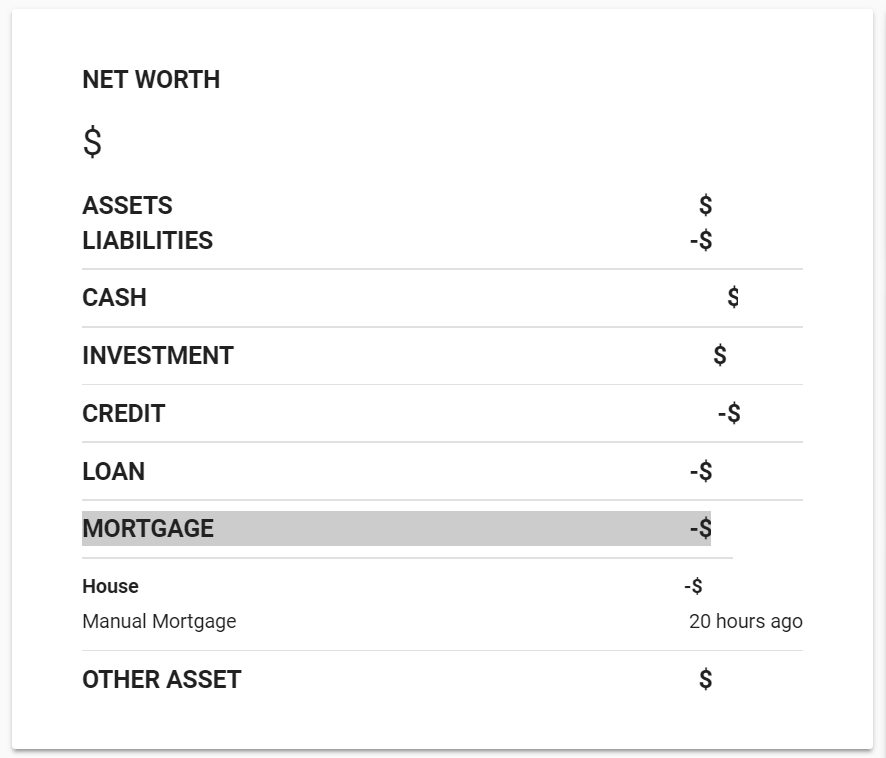 NET WORTH
$
ASSETS $
LIABILITIES -$
CASH $
INVESTMENT $
CREDIT -$
LOAN -$
MORTGAGE -$
House -$
Manual Mortgage 20 hours ago
OTHER ASSET $